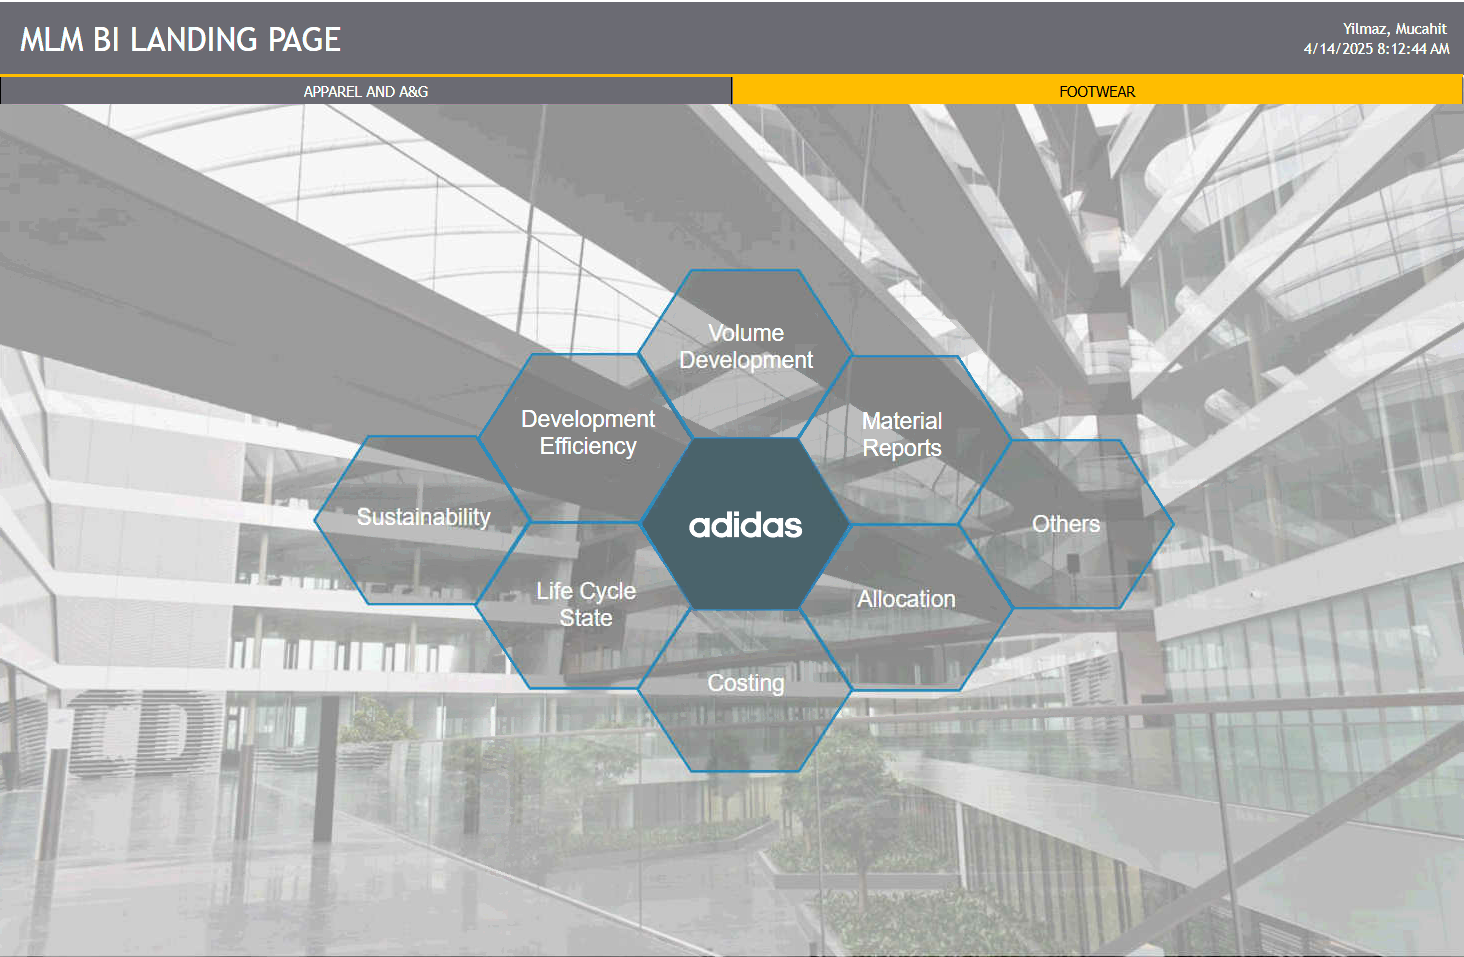 MLM BI LANDING PAGE
Yilmaz, Mucahit
4/14/2025 8:12:44 AM
APPAREL AND A&G
FOOTWEAR
Volume
Development
Development
Efficiency
Material
Reports
Sustainability
adidas
Others
Life Cycle
State
Allocation
Costing